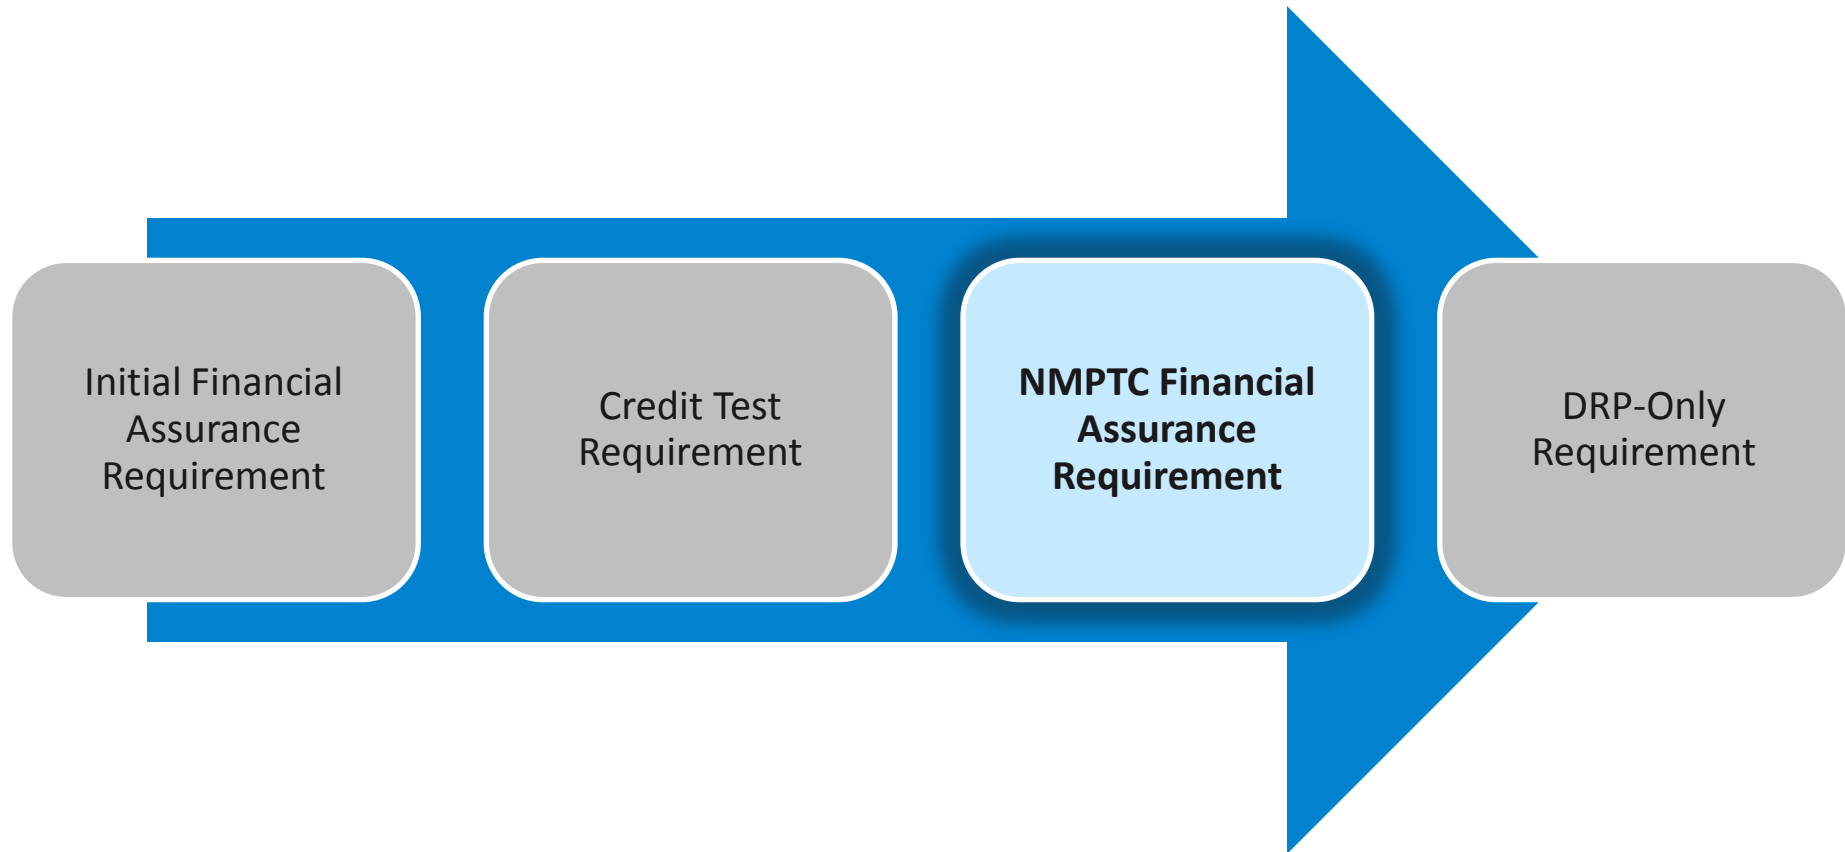 Initial Financial
Assurance
Requirement
Credit Test
Requirement
NMPTC Financial
Assurance
Requirement
DRP-Only
Requirement